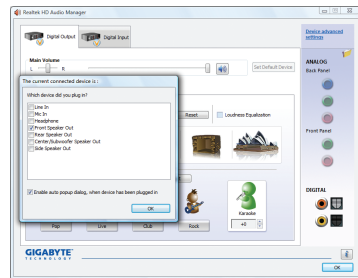 Realtek HD Audio Manager
Digital Output
Digital Input
Device advanced settings
Main Volume
L
R
Set Default Device
ANALOG
Back Panel
The current connected device is :
Which device did you plug in?
Line In
Mic In
Headphone
Front Speaker Out
Rear Speaker Out
Center/Subwoofer Speaker Out
Side Speaker Out
Enable auto popup dialog, when device has been plugged in
OK
Reset
Loudness Equalization
Front Panel
Karaoke
+0
Pop
Live
Club
Rock
DIGITAL
GIGABYTE
TECHNOLOGY
OK